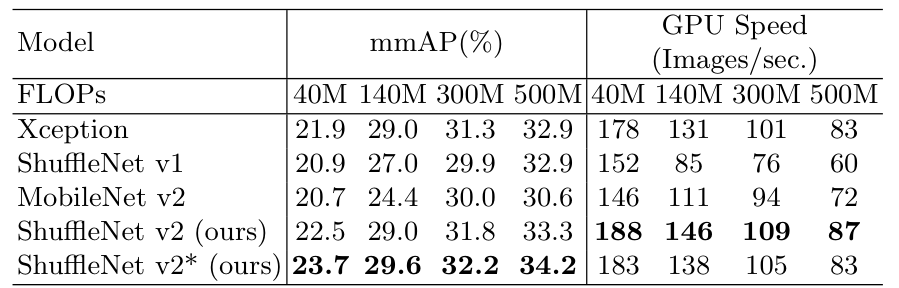 Model mmAP(%) GPU Speed
(Images/sec.)
FLOPs 40M 140M 300M 500M 40M 140M 300M 500M
Xception 21.9 29.0 31.3 32.9 178 131 101 83
ShuffleNet v1 20.9 27.0 29.9 32.9 152 85 76 60
MobileNet v2 20.7 24.4 30.0 30.6 146 111 94 72
ShuffleNet v2 (ours) 22.5 29.0 31.8 33.3 188 146 109 87
ShuffleNet v2* (ours) 23.7 29.6 32.2 34.2 183 138 105 83